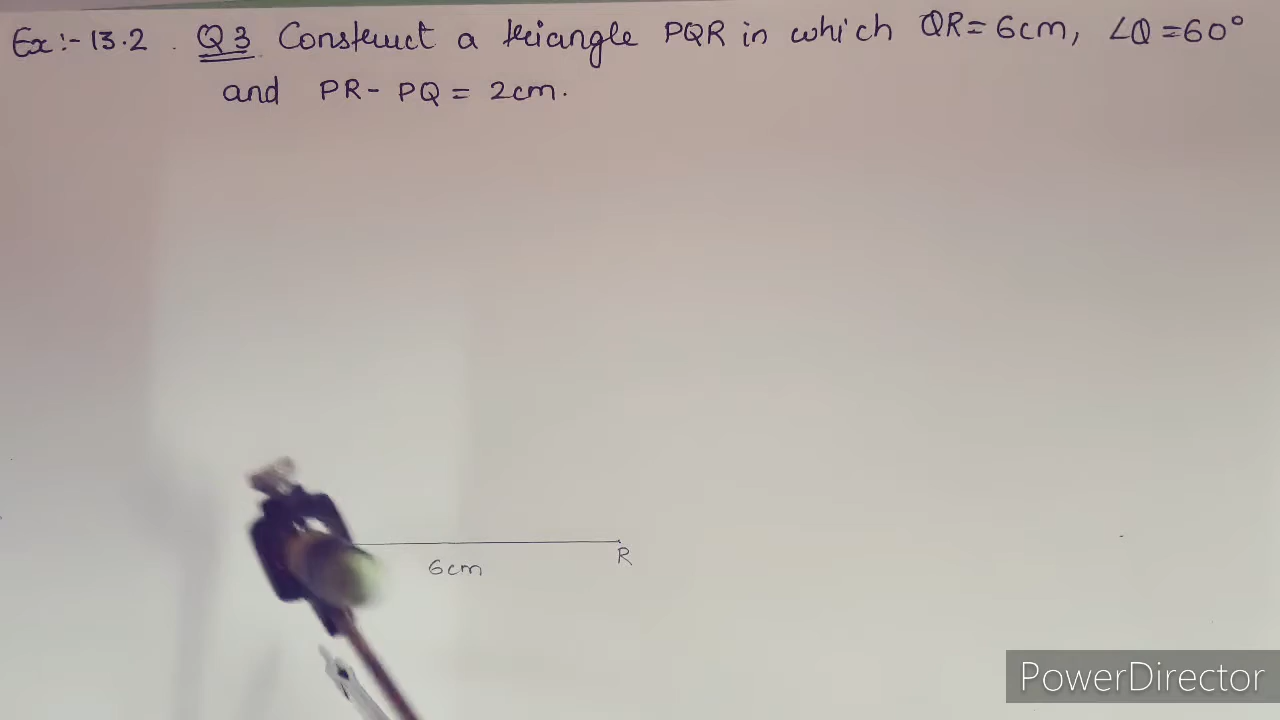 Ex:- 13.2. Q3 Construct a triangle PQR in which QR = 6cm, ∠Q = 60°
and PR - PQ = 2cm.
6cm
R
PowerDirector